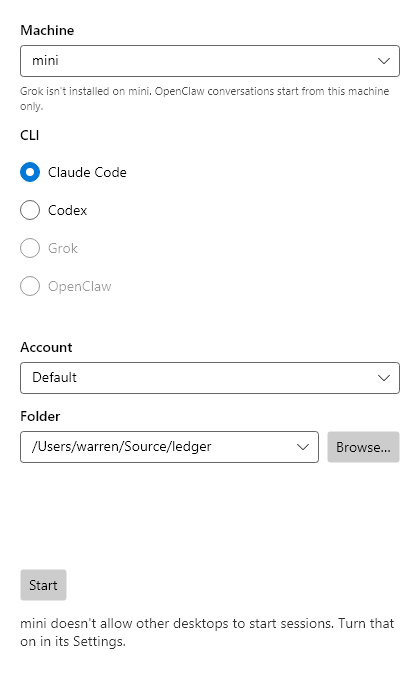 Machine
mini
Grok isn't installed on mini. OpenClaw conversations start from this machine
only.
CLI
Claude Code
Codex
Grok
OpenClaw
Account
Default
Folder
/Users/warren/Source/ledger
Browse...
Start
mini doesn't allow other desktops to start sessions. Turn that
on in its Settings.